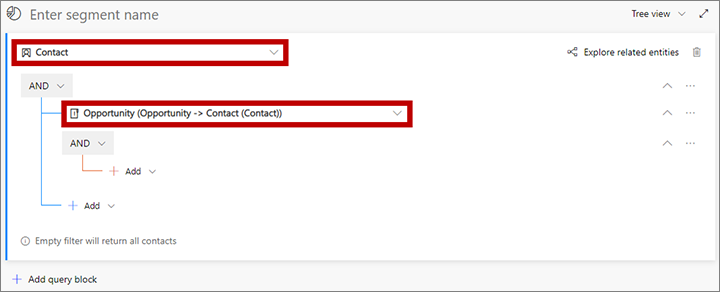 Enter segment name
Tree view
Contact
Explore related entities
AND
Opportunity (Opportunity -> Contact (Contact))
AND
Add
Add
Empty filter will return all contacts
Add query block